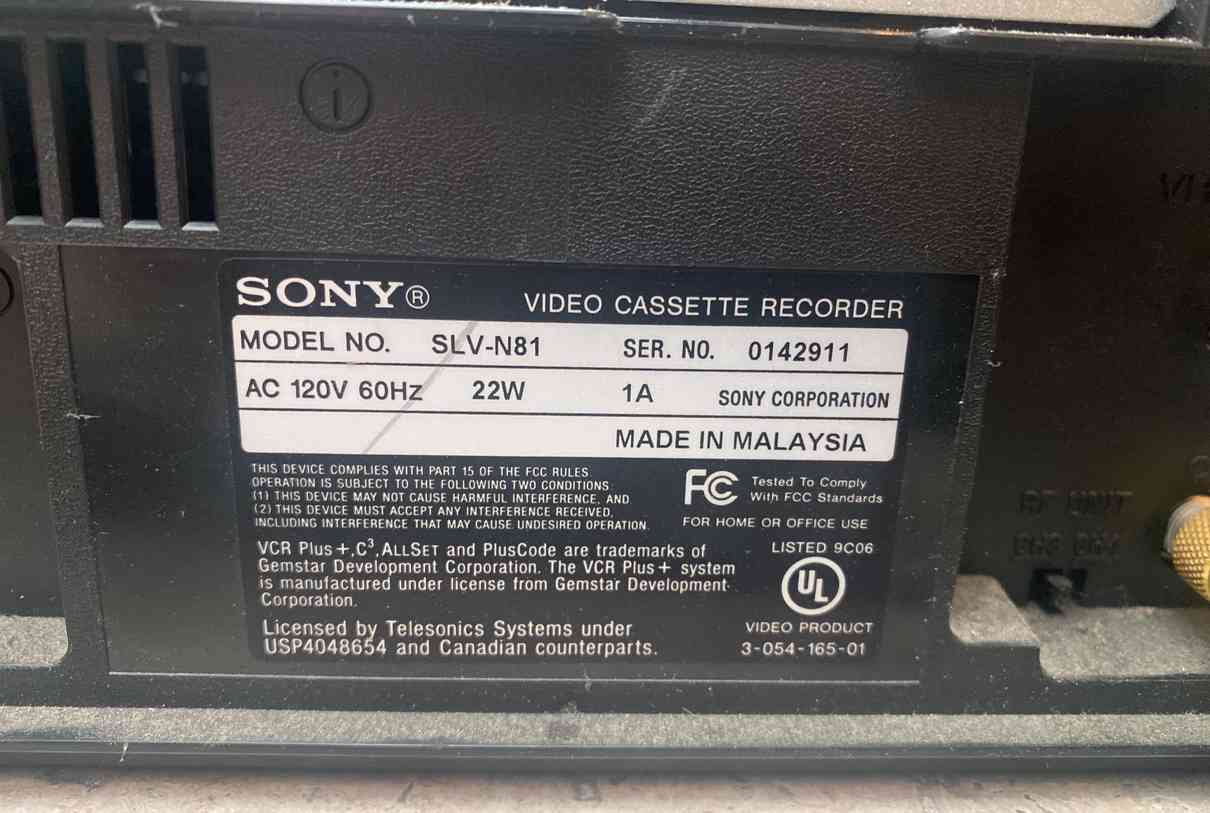 i
SONY®
VIDEO CASSETTE RECORDER
MODEL NO. SLV-N81 SER. NO. 0142911
AC 120V 60Hz 22W 1A SONY CORPORATION
MADE IN MALAYSIA
THIS DEVICE COMPLIES WITH PART 15 OF THE FCC RULES.
OPERATION IS SUBJECT TO THE FOLLOWING TWO CONDITIONS:
(1) THIS DEVICE MAY NOT CAUSE HARMFUL INTERFERENCE, AND
(2) THIS DEVICE MUST ACCEPT ANY INTERFERENCE RECEIVED,
INCLUDING INTERFERENCE THAT MAY CAUSE UNDESIRED OPERATION.
FC Tested To Comply
With FCC Standards
FOR HOME OR OFFICE USE
VCR Plus+, C³, ALLSET and PlusCode are trademarks of
Gemstar Development Corporation. The VCR Plus+ system
is manufactured under license from Gemstar Development
Corporation.
Licensed by Telesonics Systems under
USP4048654 and Canadian counterparts.
LISTED 9C06
UL
VIDEO PRODUCT
3-054-165-01
RF UNIT
CH3 CH4